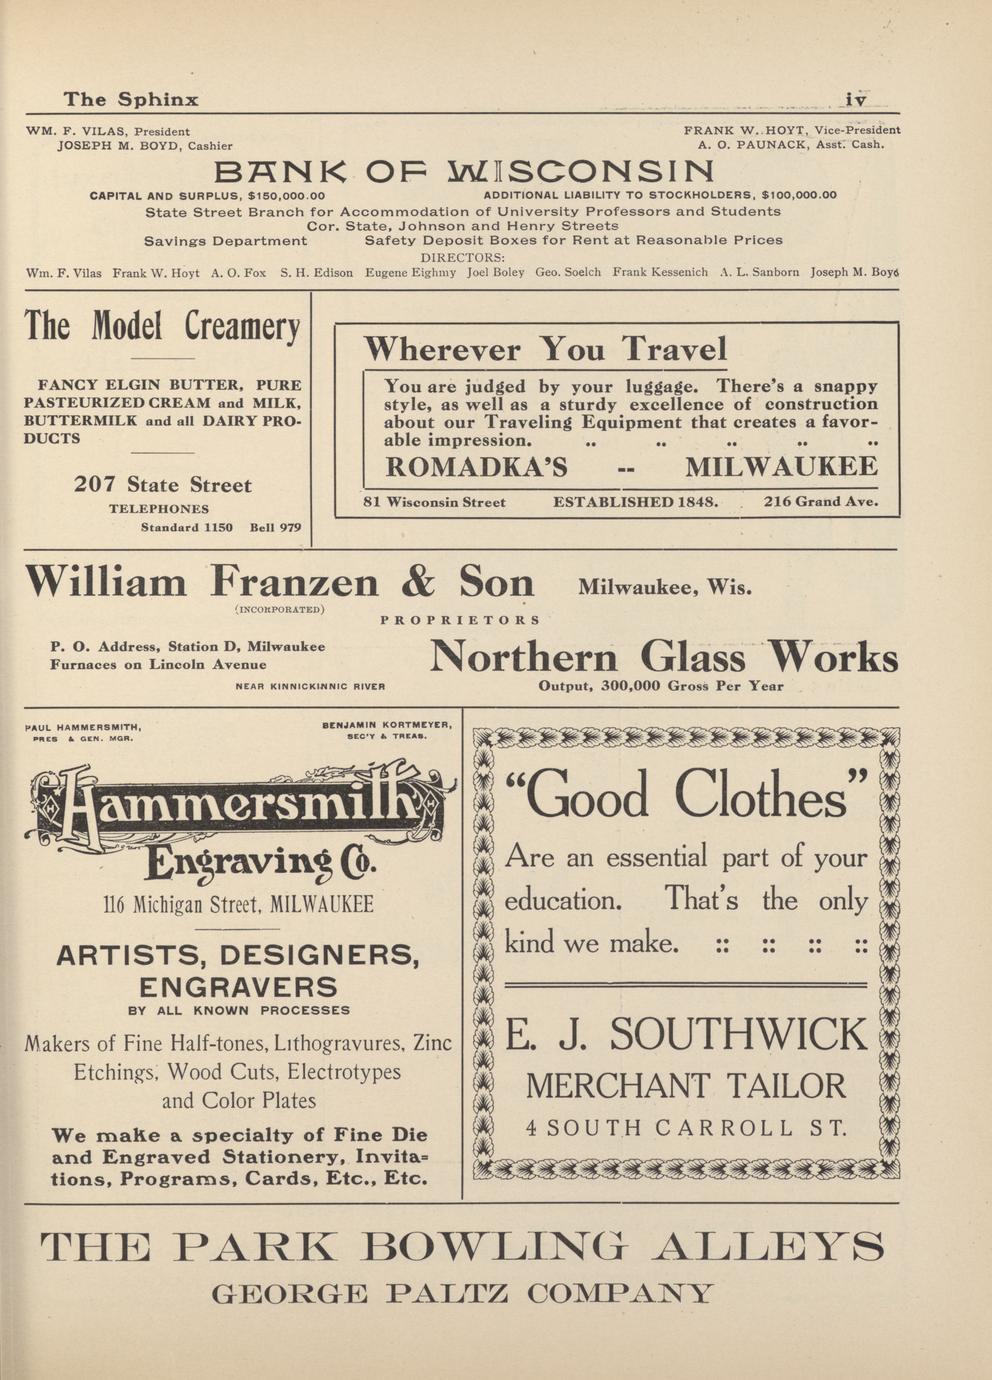 The Sphinx iv
WM. F. VILAS, President FRANK W. HOYT, Vice-President
JOSEPH M. BOYD, Cashier A. O. PAUNACK, Asst. Cash.
BANK OF WISCONSIN
CAPITAL AND SURPLUS, $150,000.00 ADDITIONAL LIABILITY TO STOCKHOLDERS, $100,000.00
State Street Branch for Accommodation of University Professors and Students
Cor. State, Johnson and Henry Streets
Savings Department Safety Deposit Boxes for Rent at Reasonable Prices
DIRECTORS:
Wm. F. Vilas Frank W. Hoyt A. O. Fox S. H. Edison Eugene Eighmy Joel Boley Geo. Soelch Frank Kessenich A. L. Sanborn Joseph M. Boyd
The Model Creamery
FANCY ELGIN BUTTER, PURE
PASTEURIZED CREAM and MILK,
BUTTERMILK and all DAIRY PRO-
DUCTS
207 State Street
TELEPHONES
Standard 1150 Bell 979
Wherever You Travel
You are judged by your luggage. There's a snappy
style, as well as a sturdy excellence of construction
about our Traveling Equipment that creates a favor-
able impression. .. .. .. .. ..
ROMADKA'S -- MILWAUKEE
81 Wisconsin Street ESTABLISHED 1848. 216 Grand Ave.
William Franzen & Son Milwaukee, Wis.
(INCORPORATED)
PROPRIETORS
P. O. Address, Station D, Milwaukee
Furnaces on Lincoln Avenue
NEAR KINNICKINNIC RIVER
Northern Glass Works
Output, 300,000 Gross Per Year
PAUL HAMMERSMITH, BENJAMIN KORTMEYER,
PRES & GEN. MGR. SEC'Y & TREAS.
Hammersmith
Engraving Co.
116 Michigan Street, MILWAUKEE
ARTISTS, DESIGNERS,
ENGRAVERS
BY ALL KNOWN PROCESSES
Makers of Fine Half-tones, Lithogravures, Zinc
Etchings, Wood Cuts, Electrotypes
and Color Plates
We make a specialty of Fine Die
and Engraved Stationery, Invita=
tions, Programs, Cards, Etc., Etc.
"Good Clothes"
Are an essential part of your
education. That's the only
kind we make. :: :: :: ::
E. J. SOUTHWICK
MERCHANT TAILOR
4 SOUTH CARROLL ST.
THE PARK BOWLING ALLEYS
GEORGE PALTZ COMPANY